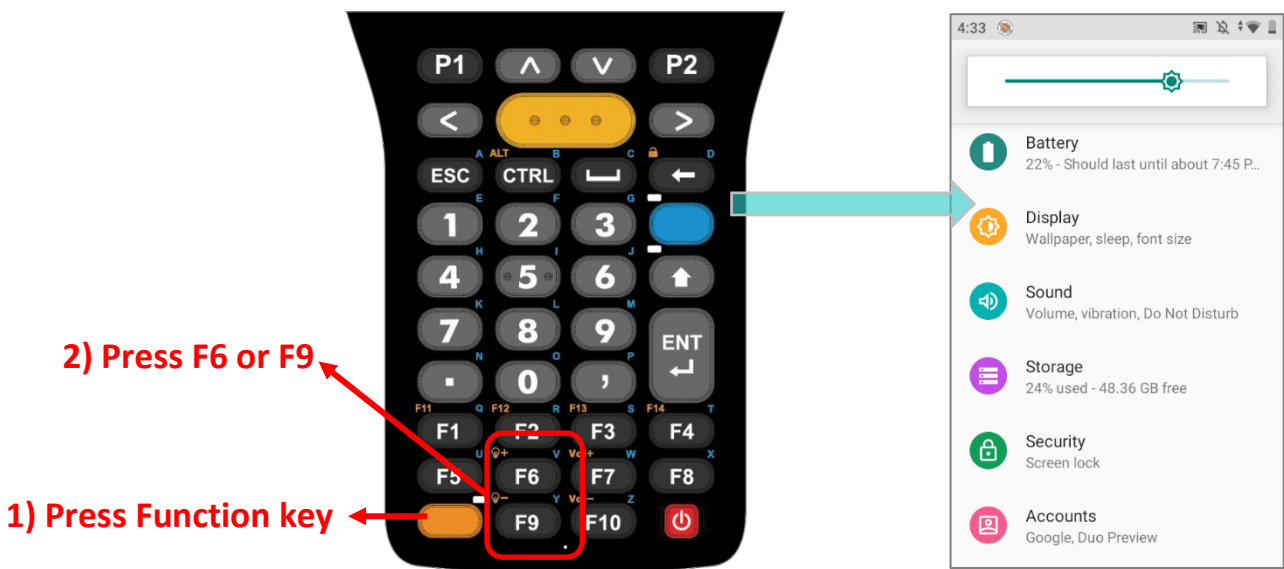 P1 ∧ ∨ P2
< >
A ALT B C D
ESC CTRL ←
E F G
1 2 3
H I J
4 5 6
K L M
7 8 9 ENT
N O P
. 0 ,
F11 Q F12 R F13 S F14 T
F1 F2 F3 F4
U + V Vol+ W X
F5 F6 F7 F8
- Y Vol- Z
F9 F10
2) Press F6 or F9
1) Press Function key
4:33
Battery
22% - Should last until about 7:45 P...
Display
Wallpaper, sleep, font size
Sound
Volume, vibration, Do Not Disturb
Storage
24% used - 48.36 GB free
Security
Screen lock
Accounts
Google, Duo Preview